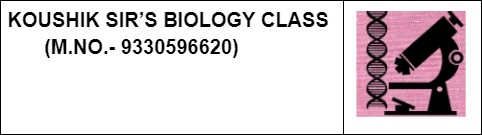 KOUSHIK SIR’S BIOLOGY CLASS
(M.NO.- 9330596620)